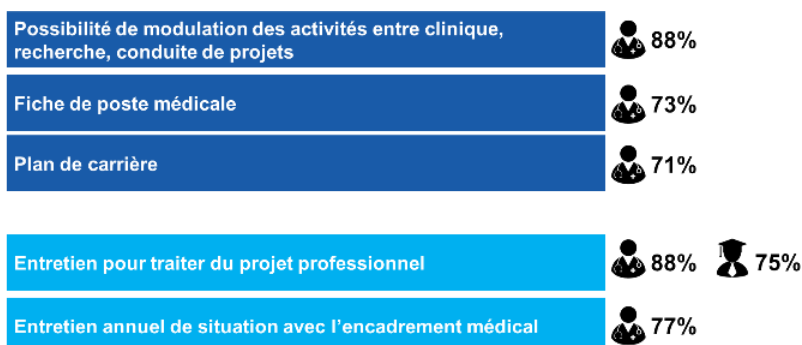 Possibilité de modulation des activités entre clinique,
recherche, conduite de projets
88%
Fiche de poste médicale
73%
Plan de carrière
71%
Entretien pour traiter du projet professionnel
88%
75%
Entretien annuel de situation avec l’encadrement médical
77%